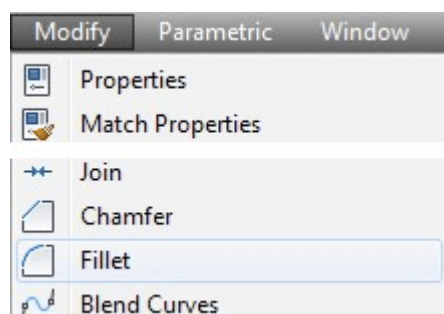 Modify Parametric Window
Properties
Match Properties
Join
Chamfer
Fillet
Blend Curves